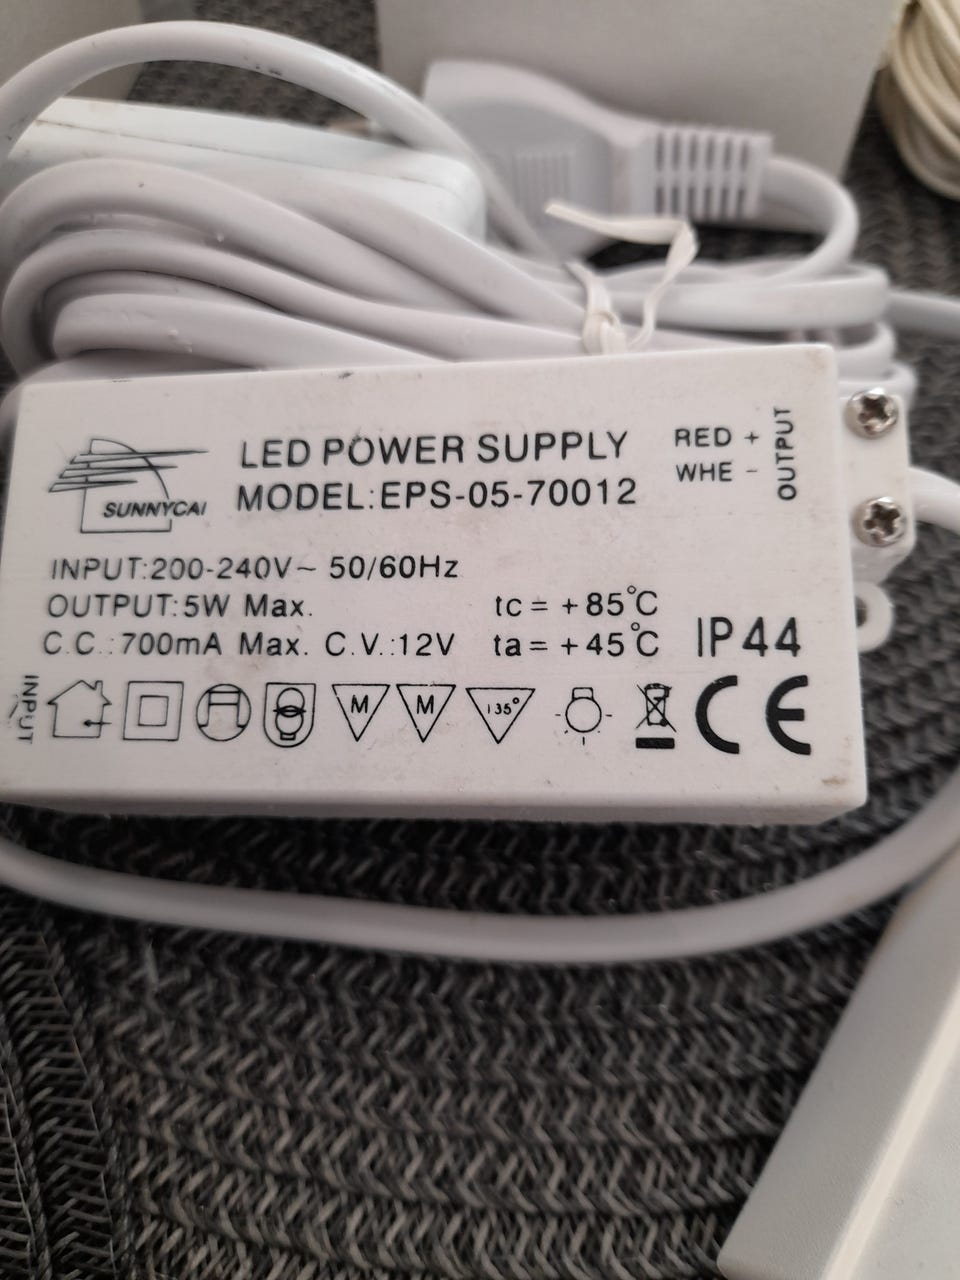 SUNNYCAI
LED POWER SUPPLY
MODEL:EPS-05-70012
RED +
WHE -
OUTPUT
INPUT:200-240V~ 50/60Hz
OUTPUT:5W Max.
C.C.:700mA Max. C.V.:12V
tc = +85℃
ta = +45℃
IP44
INPUT
M
M
135°
CE